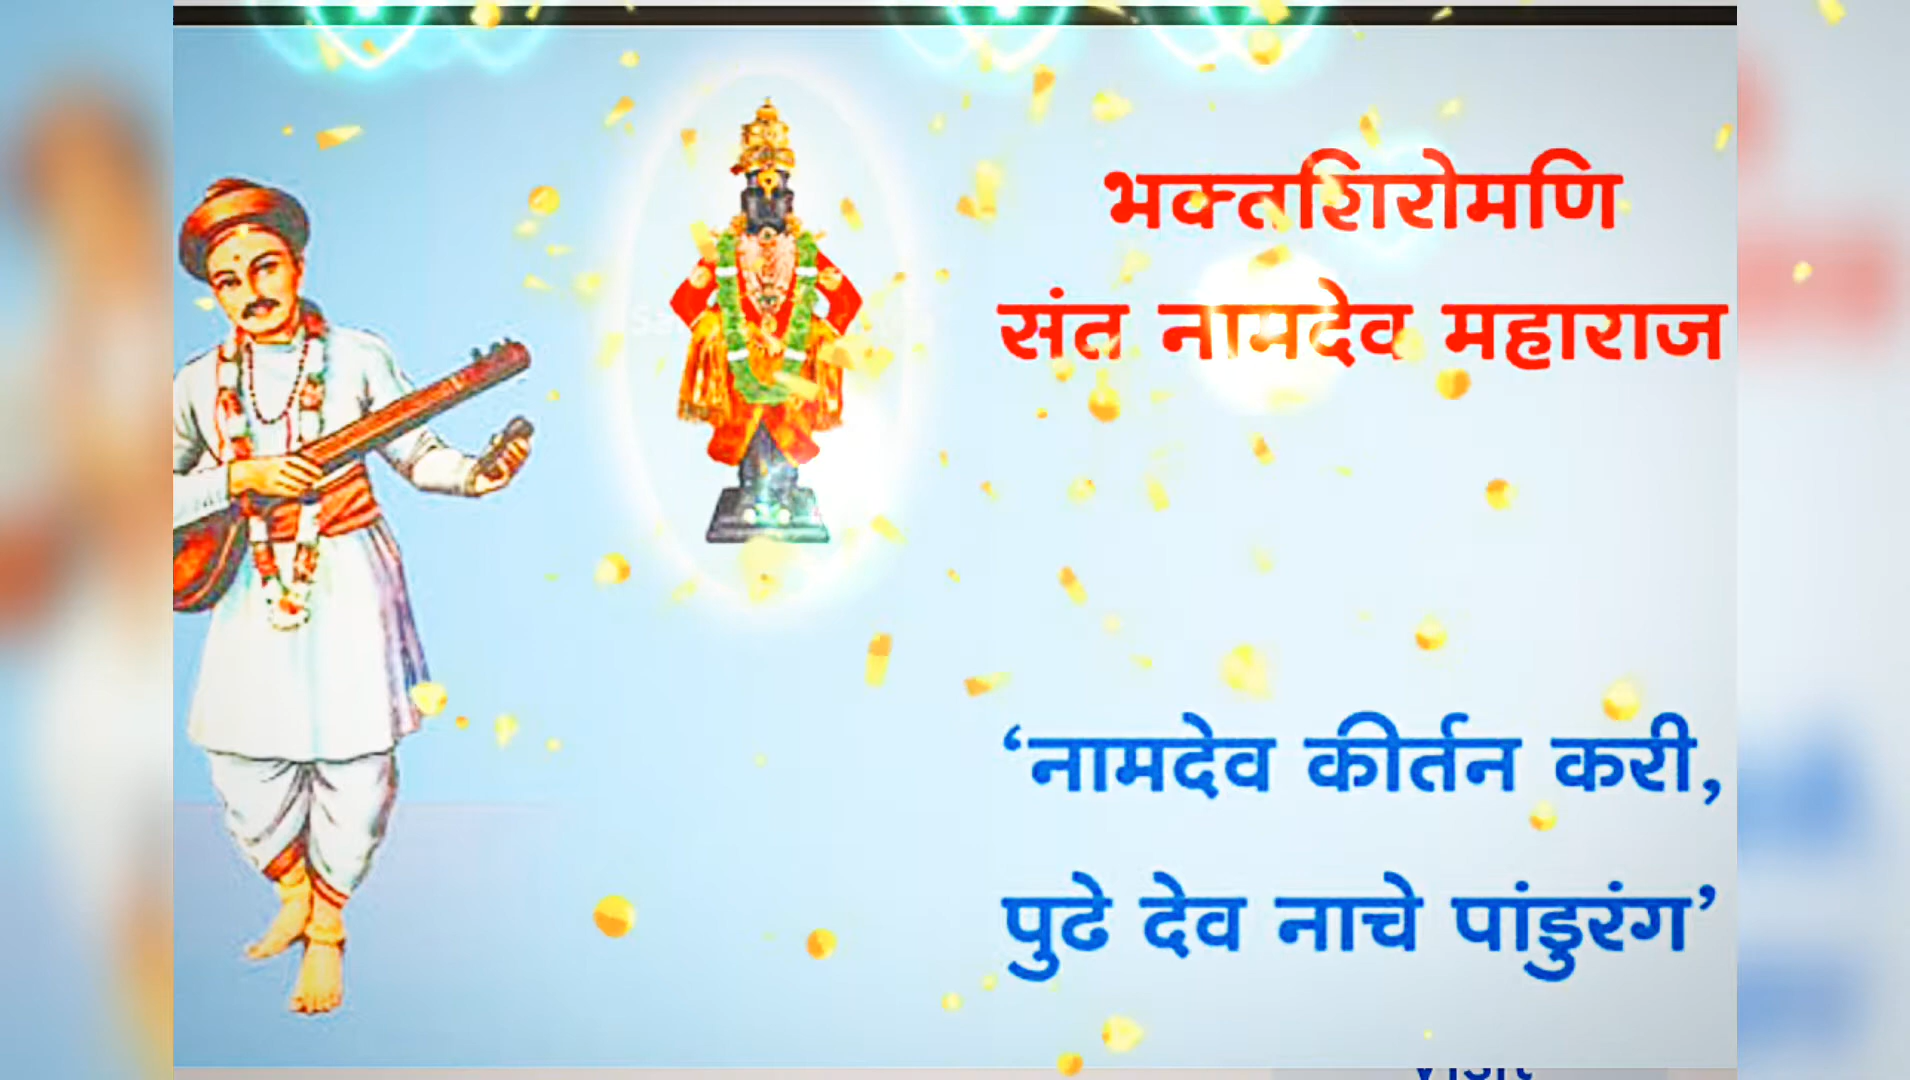 भक्तशिरोमणि
संत नामदेव महाराज
‘नामदेव कीर्तन करी,
पुढे देव नाचे पांडुरंग’